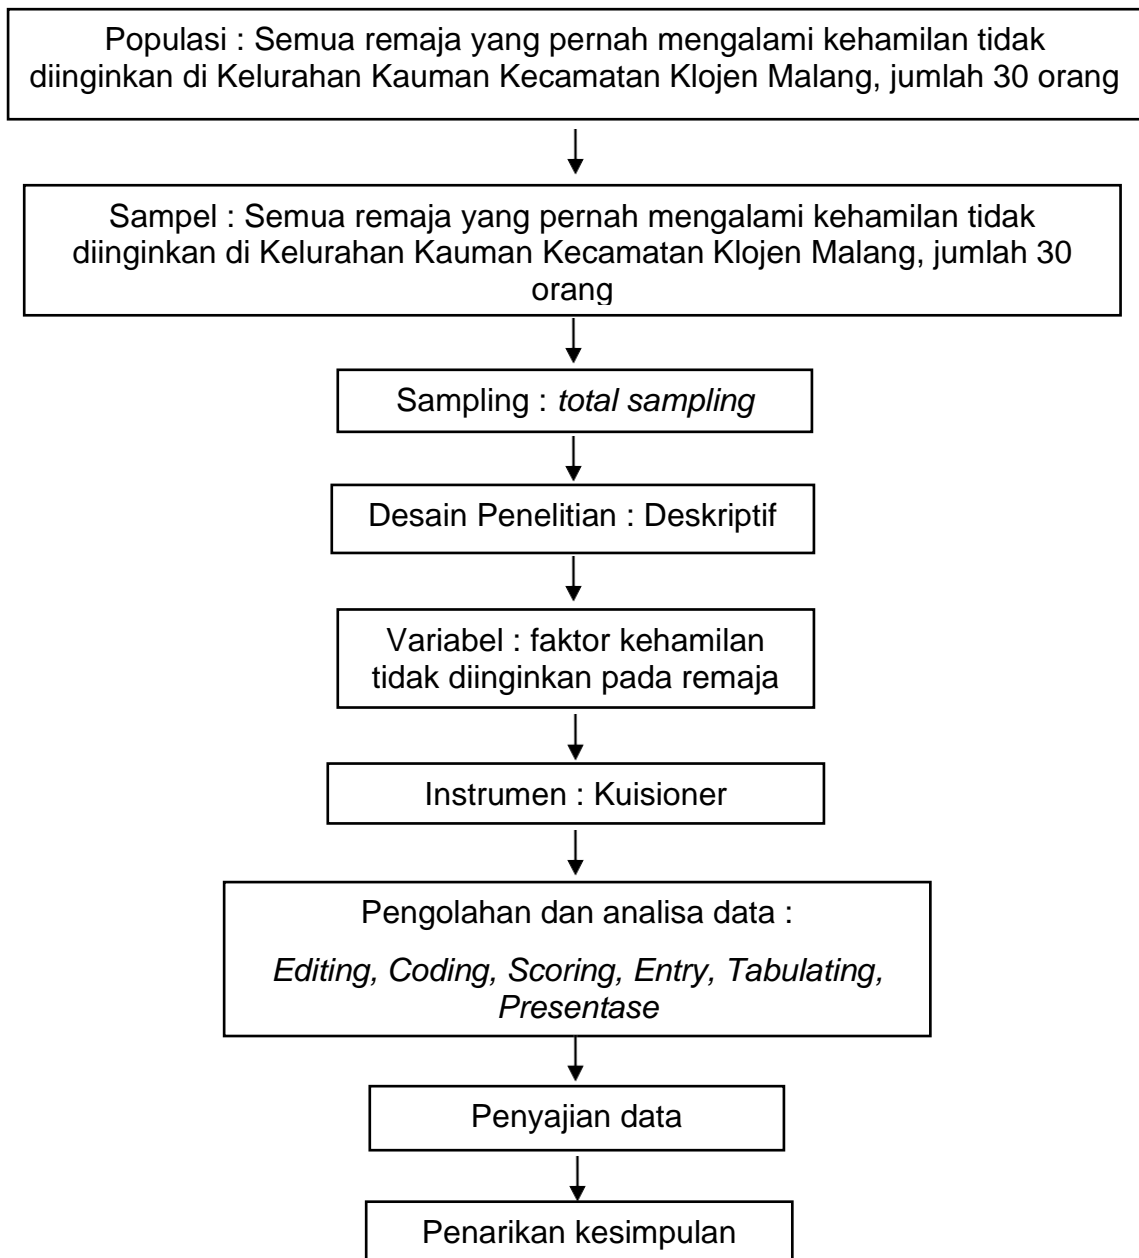 Populasi : Semua remaja yang pernah mengalami kehamilan tidak
diinginkan di Kelurahan Kauman Kecamatan Klojen Malang, jumlah 30 orang
Sampel : Semua remaja yang pernah mengalami kehamilan tidak
diinginkan di Kelurahan Kauman Kecamatan Klojen Malang, jumlah 30
orang
Sampling : total sampling
Desain Penelitian : Deskriptif
Variabel : faktor kehamilan
tidak diinginkan pada remaja
Instrumen : Kuisioner
Pengolahan dan analisa data :
Editing, Coding, Scoring, Entry, Tabulating,
Presentase
Penyajian data
Penarikan kesimpulan